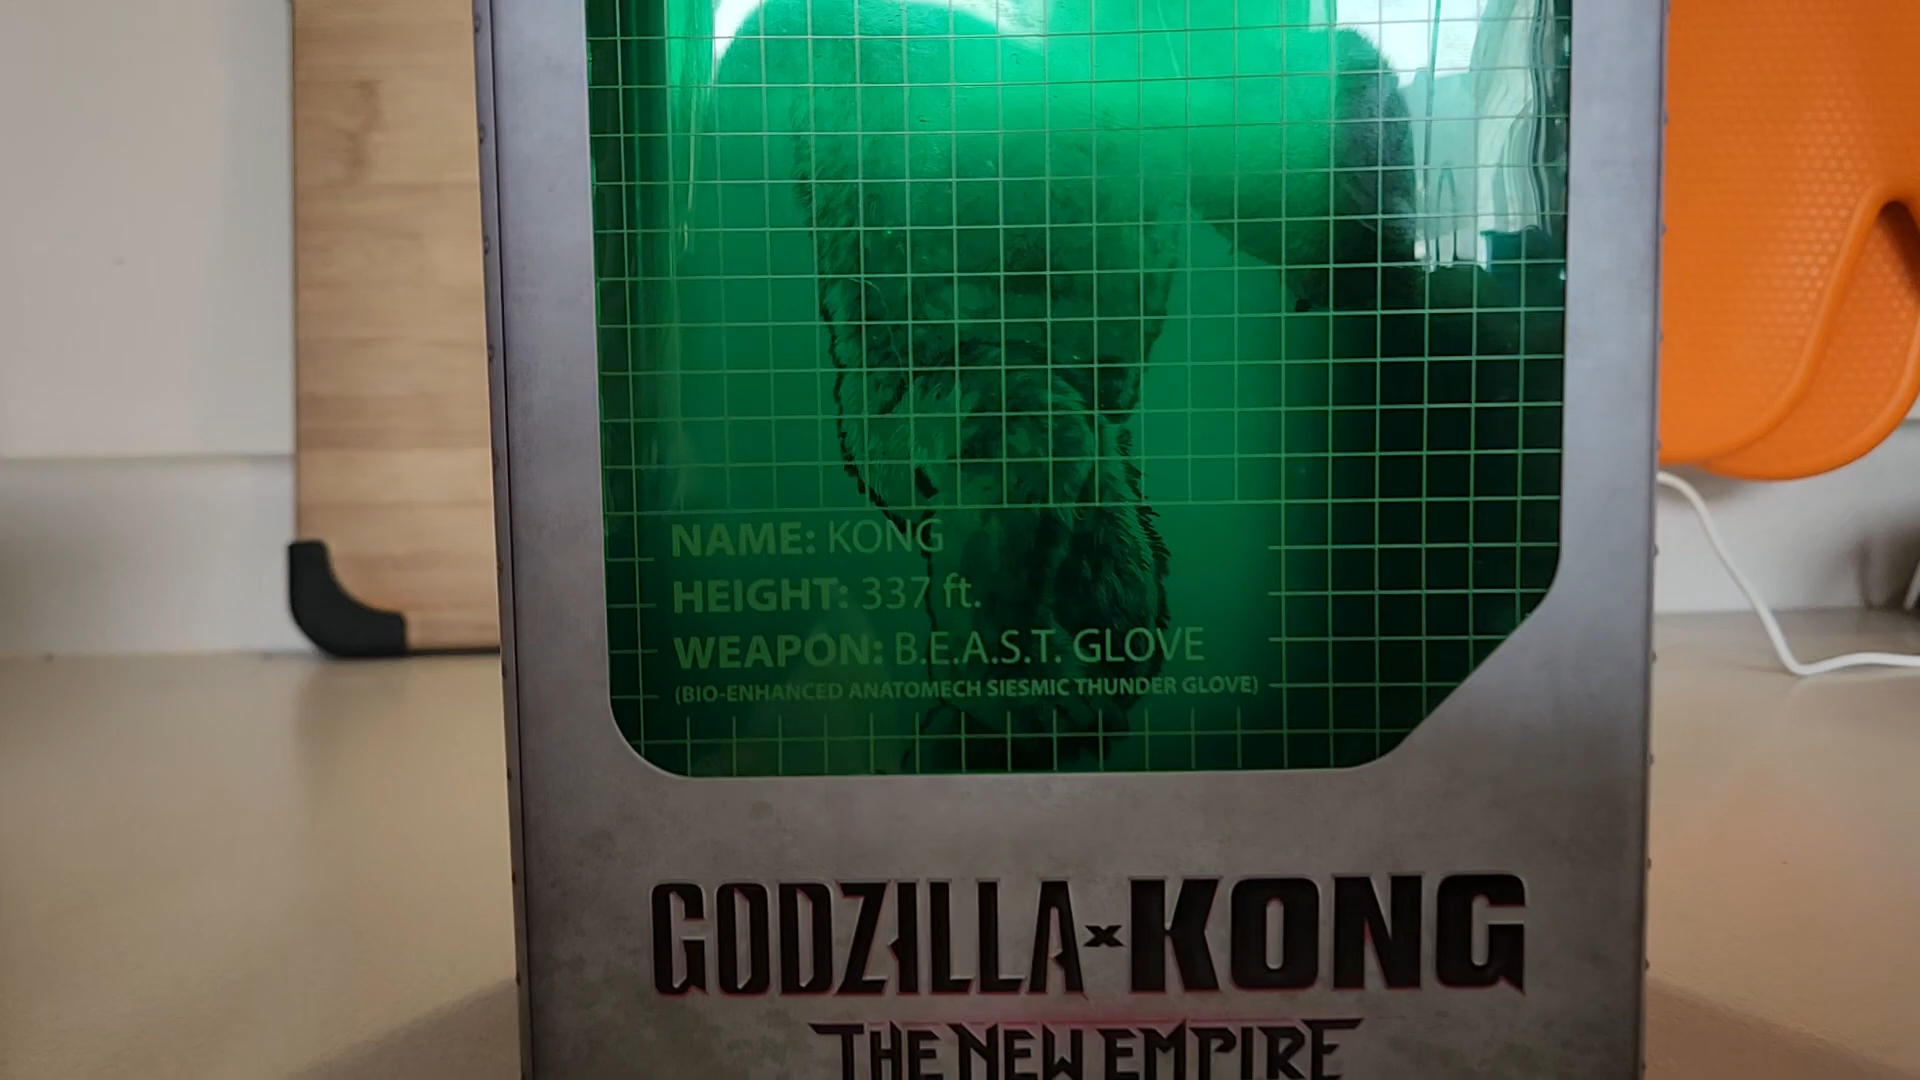 NAME: KONG
HEIGHT: 337 ft.
WEAPON: B.E.A.S.T. GLOVE
(BIO-ENHANCED ANATOMECH SIESMIC THUNDER GLOVE)
GODZILLA x KONG
THE NEW EMPIRE